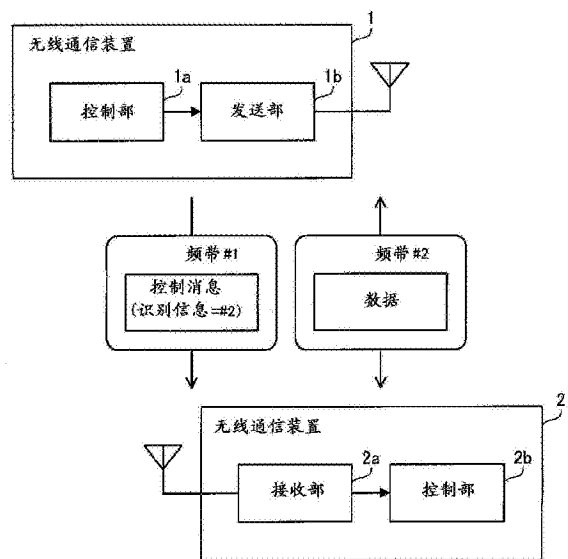 1
无线通信装置
1a
1b
控制部
发送部
频带#1
频带#2
控制消息
(识别信息=#2)
数据
2
无线通信装置
2a
2b
接收部
控制部